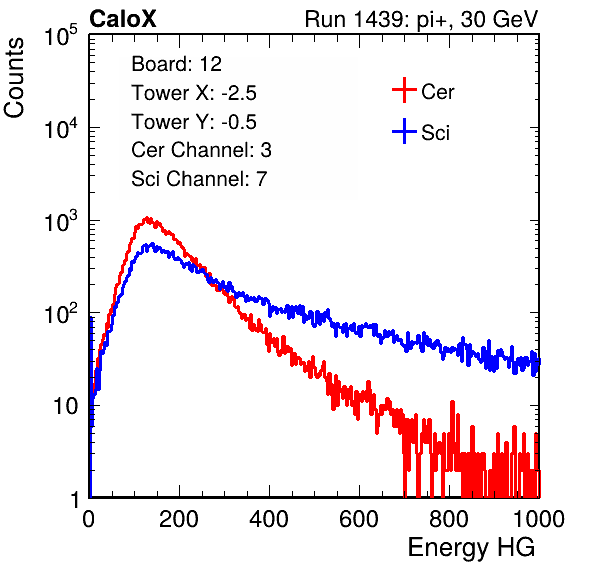 CaloX Run 1439: pi+, 30 GeV
Counts
10^5
10^4
10^3
10^2
10
1
Board: 12
Tower X: -2.5
Tower Y: -0.5
Cer Channel: 3
Sci Channel: 7
Cer
Sci
0 200 400 600 800 1000
Energy HG